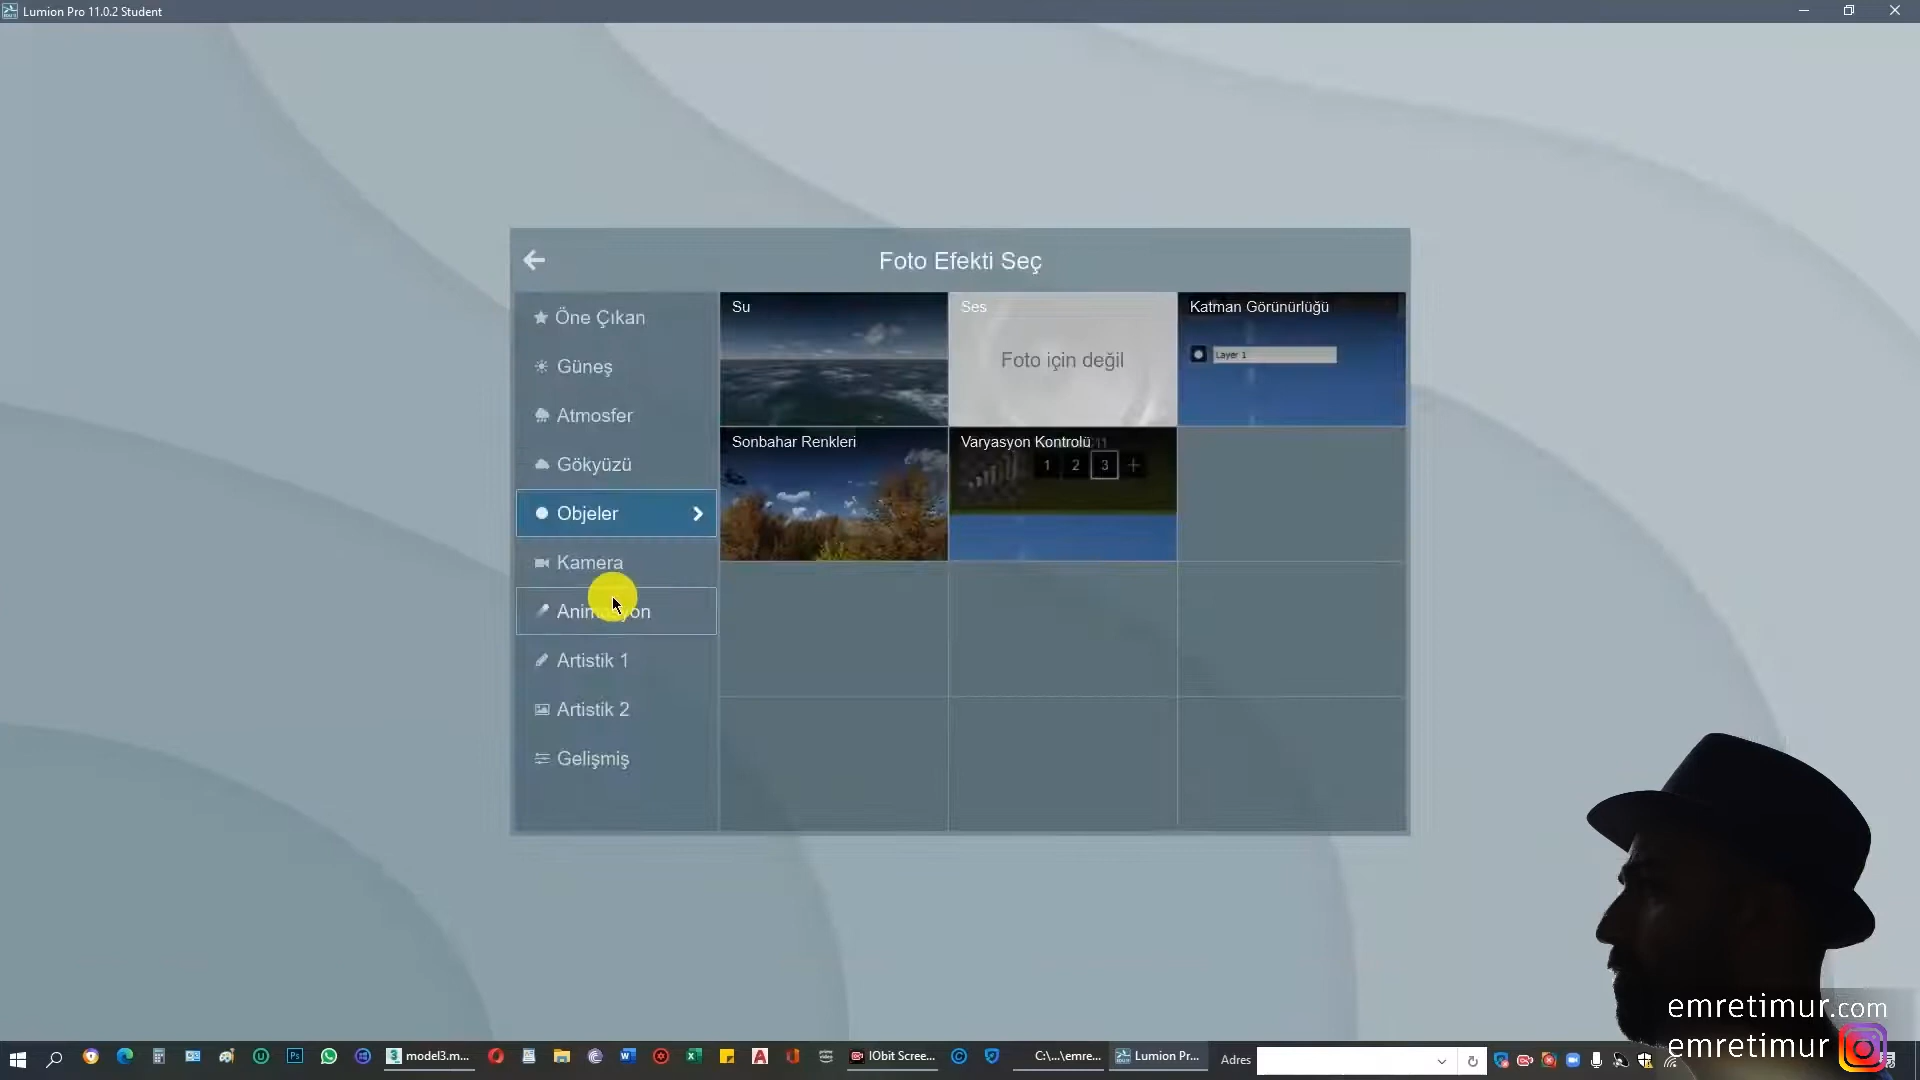 Lumion Pro 11.0.2 Student
Foto Efekti Seç
Öne Çıkan
Güneş
Atmosfer
Gökyüzü
Objeler
Kamera
Animasyon
Artistik 1
Artistik 2
Gelişmiş
Su
Ses
Foto için değil
Katman Görünürlüğü
Layer 1
Sonbahar Renkleri
Varyasyon Kontrolü
1 2 3 +
emretimur.com
emretimur
model3.m...
IObit Scree...
C:\...\emre...
Lumion Pr...
Adres